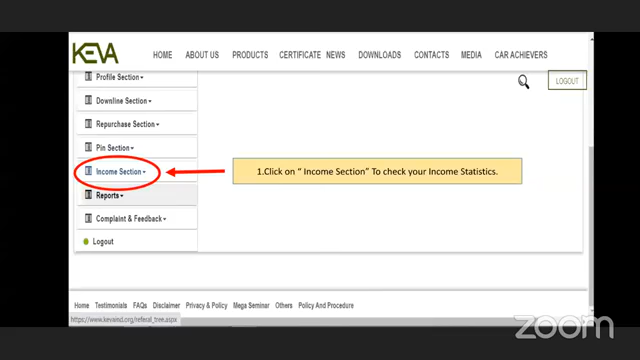 KEVA
HOME ABOUT US PRODUCTS CERTIFICATE NEWS DOWNLOADS CONTACTS MEDIA CAR ACHIEVERS
LOGOUT
Profile Section
Downline Section
Repurchase Section
Pin Section
Income Section
1.Click on “ Income Section” To check your Income Statistics.
Reports
Complaint & Feedback
Logout
Home Testimonials FAQs Disclaimer Privacy & Policy Mega Seminar Others Policy And Procedure
https://www.kevaind.org/referal_tree.aspx
zoom